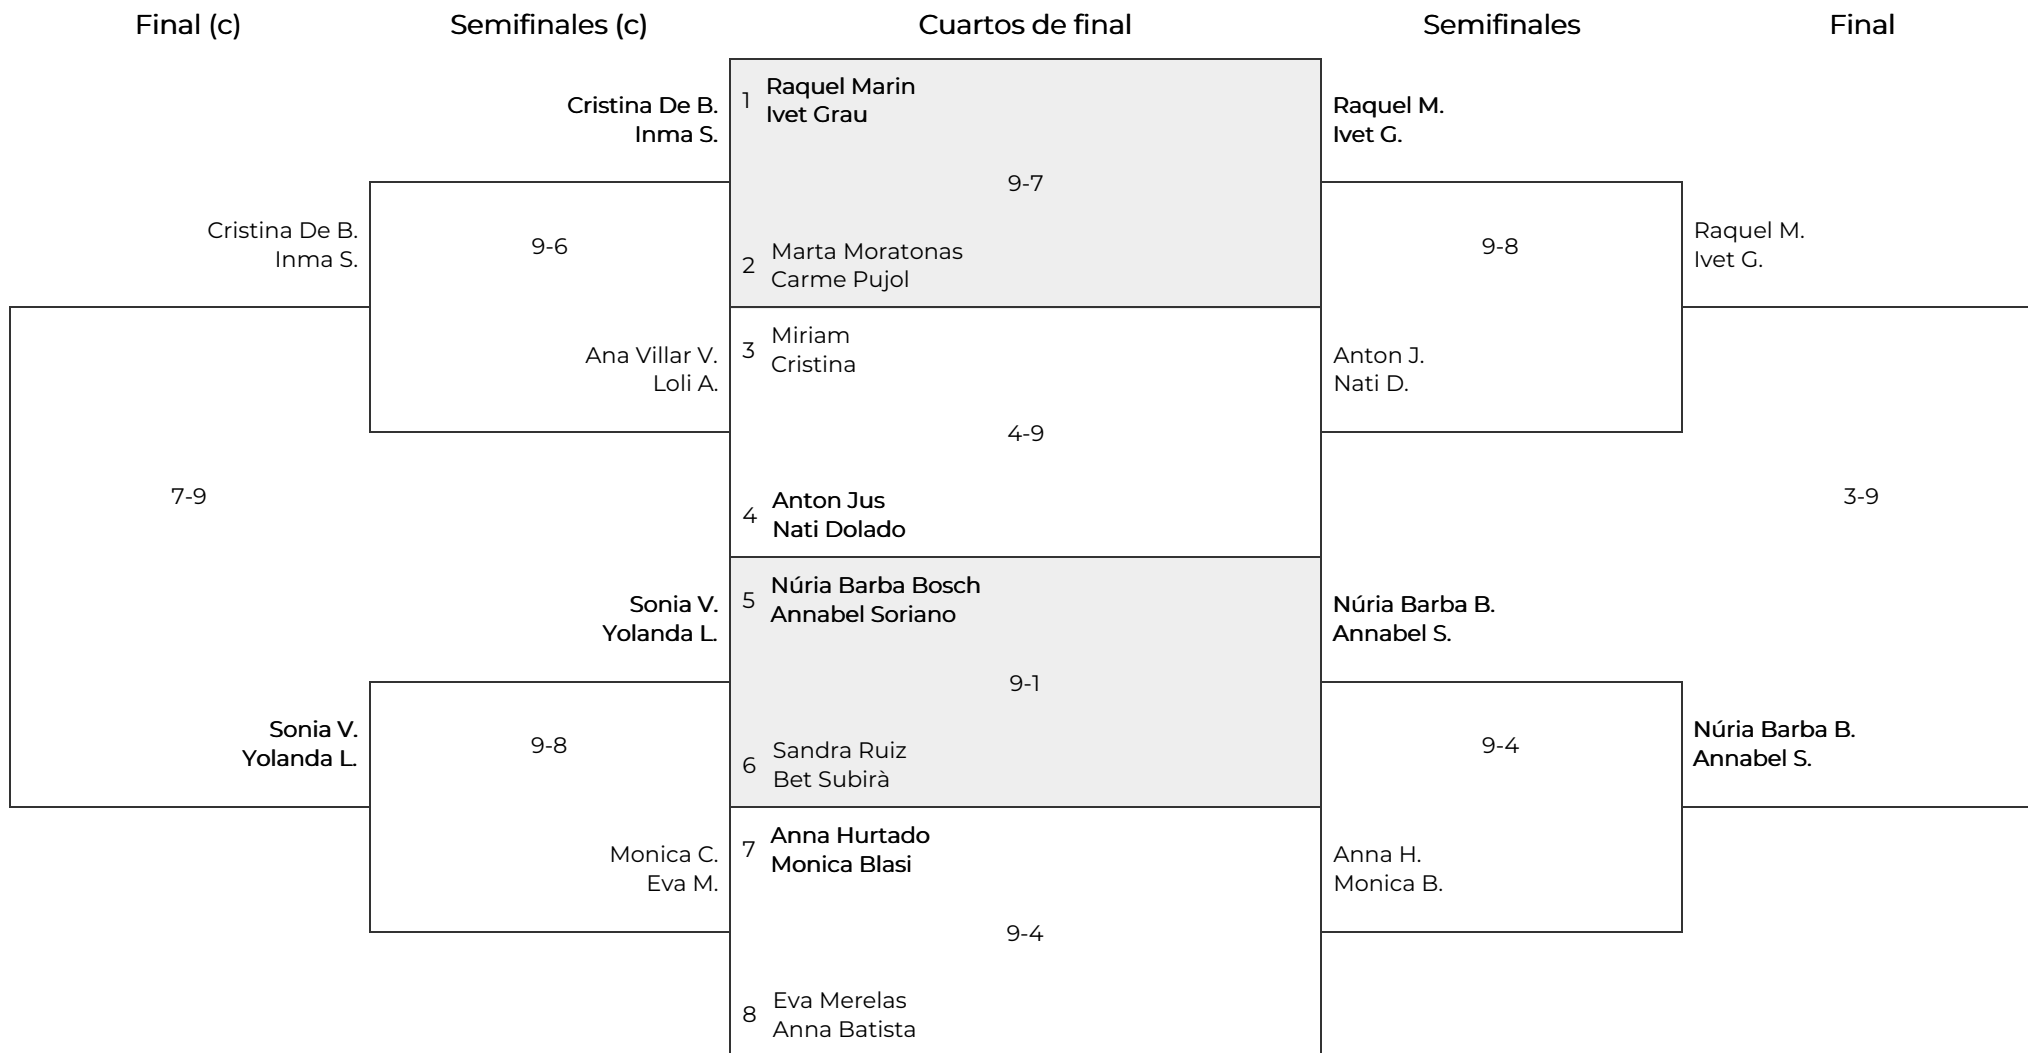 Final (c)
Semifinales (c)
Cuartos de final
Semifinales
Final
Cristina De B.
Inma S.
9-7
7-9
Sonia V.
Yolanda L.
Cristina De B.
Inma S.
9-6
Ana Villar V.
Loli A.
Sonia V.
Yolanda L.
9-8
Monica C.
Eva M.
1
Raquel Marin
Ivet Grau
2
Marta Moratonas
Carme Pujol
3
Miriam
Cristina
4-9
4
Anton Jus
Nati Dolado
5
Núria Barba Bosch
Annabel Soriano
9-1
6
Sandra Ruiz
Bet Subirà
7
Anna Hurtado
Monica Blasi
9-4
8
Eva Merelas
Anna Batista
Raquel M.
Ivet G.
9-8
Anton J.
Nati D.
Núria Barba B.
Annabel S.
9-4
Anna H.
Monica B.
Raquel M.
Ivet G.
3-9
Núria Barba B.
Annabel S.